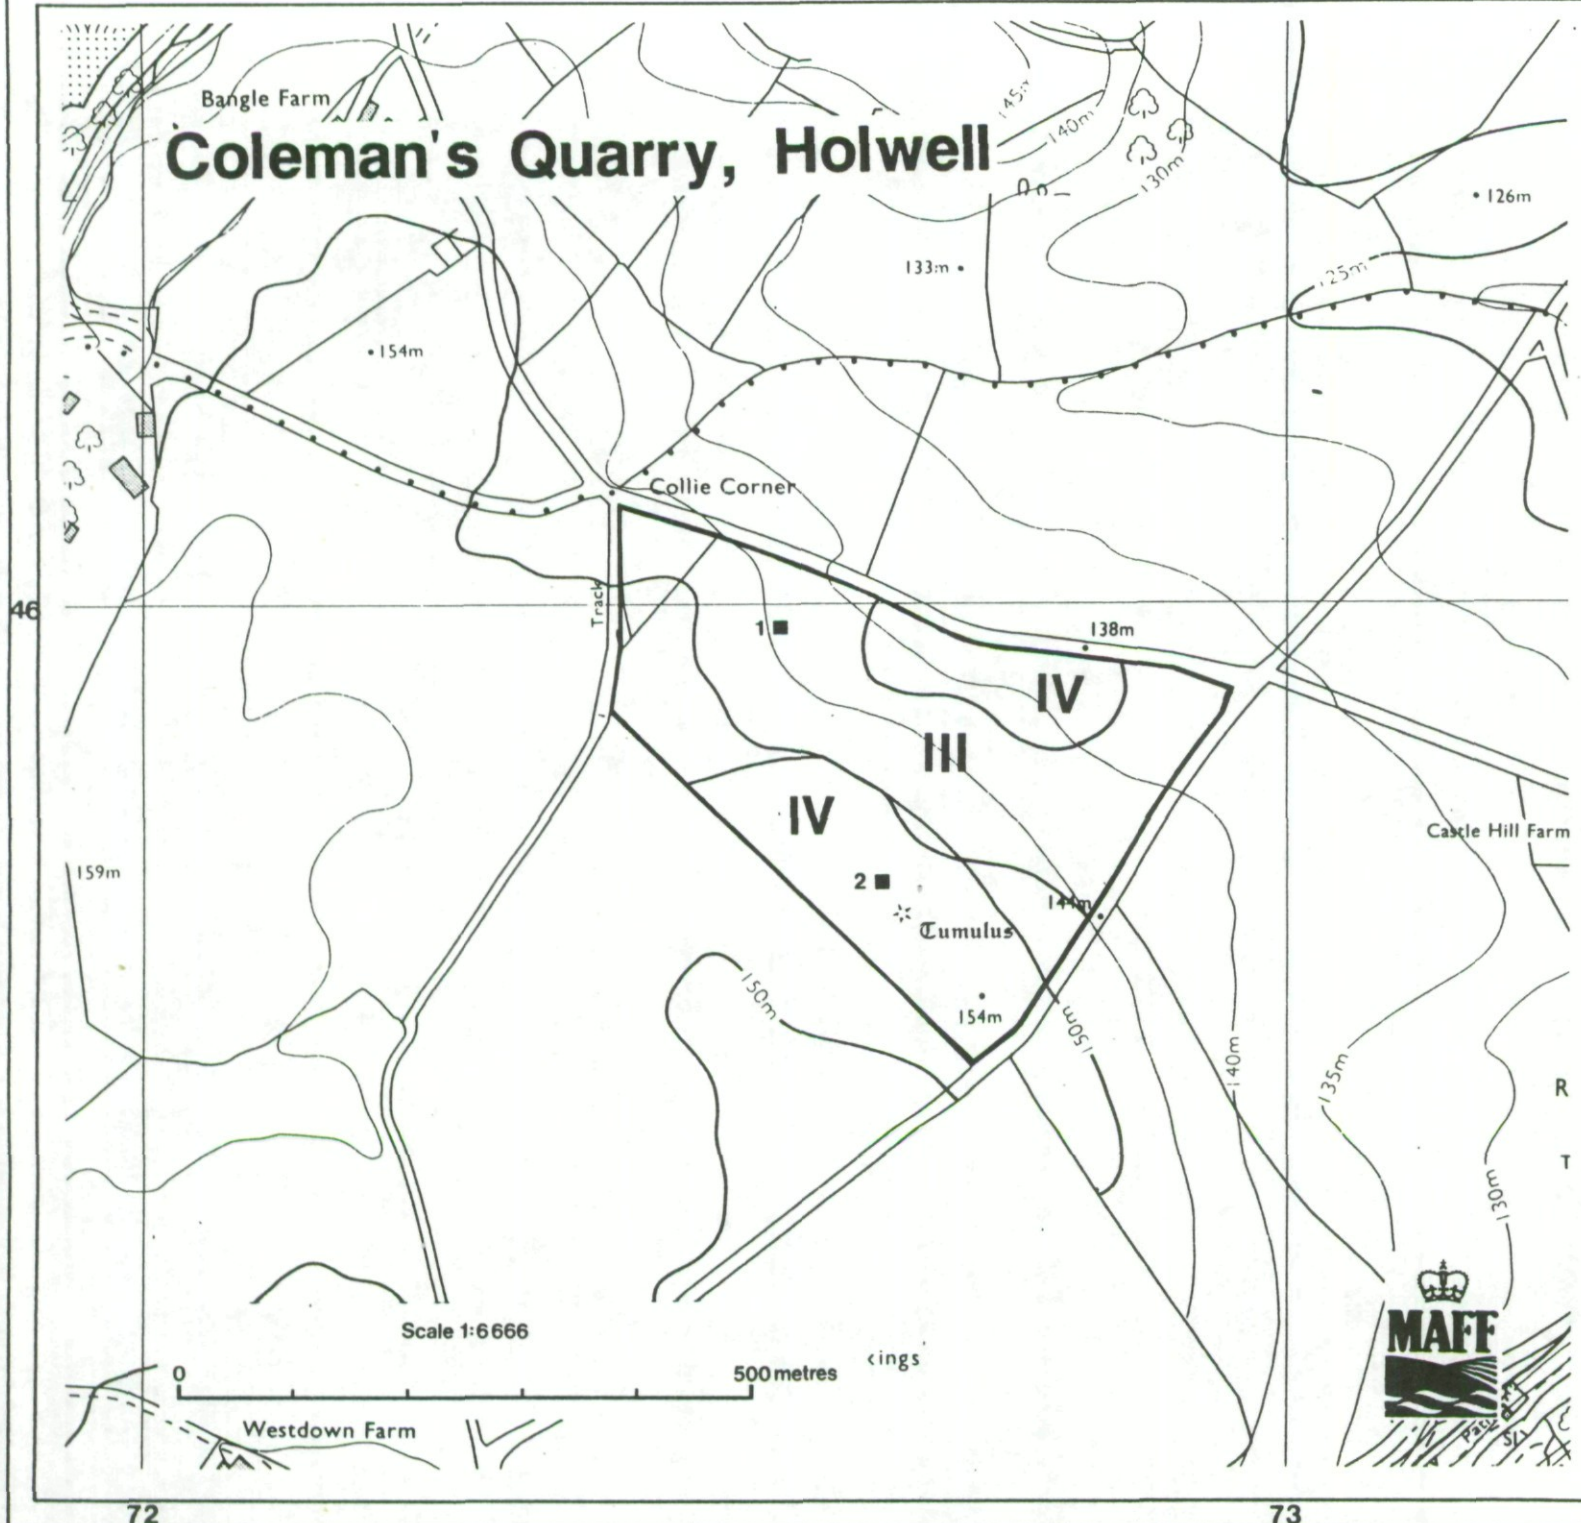 Bangle Farm
Coleman's Quarry, Holwell
145m
140m
130m
126m
133m
125m
154m
Collie Corner
46
Track
1
138m
IV
III
IV
159m
Castle Hill Farm
2
144m
Tumulus
150m
154m
150m
140m
135m
R
T
130m
Scale 1:6666
MAFF
0
500 metres
kings
Westdown Farm
72
73